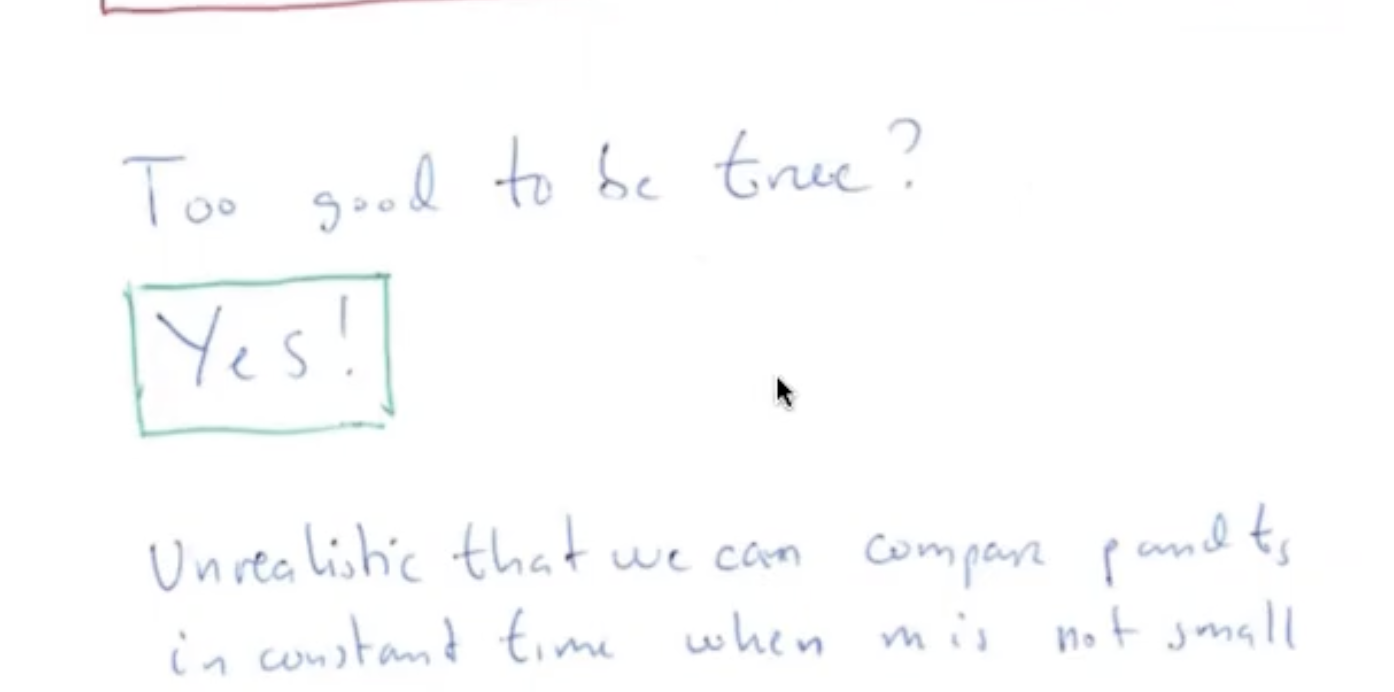 Too good to be true?
Yes!
Unrealistic that we can compare p and ts
in constant time when m is not small